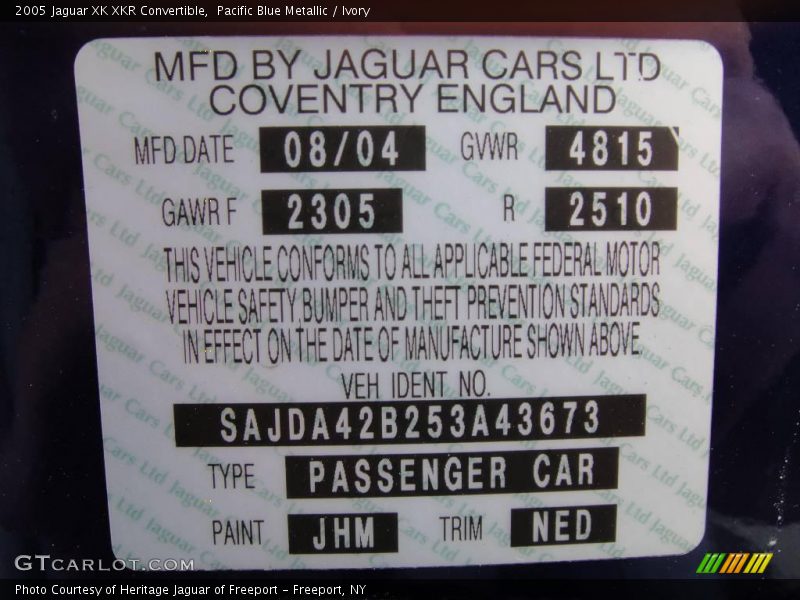 2005 Jaguar XK XKR Convertible, Pacific Blue Metallic / Ivory
MFD BY JAGUAR CARS LTD
COVENTRY ENGLAND
MFD DATE 08/04 GVWR 4815
GAWR F 2305 R 2510
THIS VEHICLE CONFORMS TO ALL APPLICABLE FEDERAL MOTOR
VEHICLE SAFETY, BUMPER AND THEFT PREVENTION STANDARDS
IN EFFECT ON THE DATE OF MANUFACTURE SHOWN ABOVE.
VEH IDENT NO.
SAJDA42B253A43673
TYPE PASSENGER CAR
PAINT JHM TRIM NED
GTCARLOT.COM
Photo Courtesy of Heritage Jaguar of Freeport - Freeport, NY